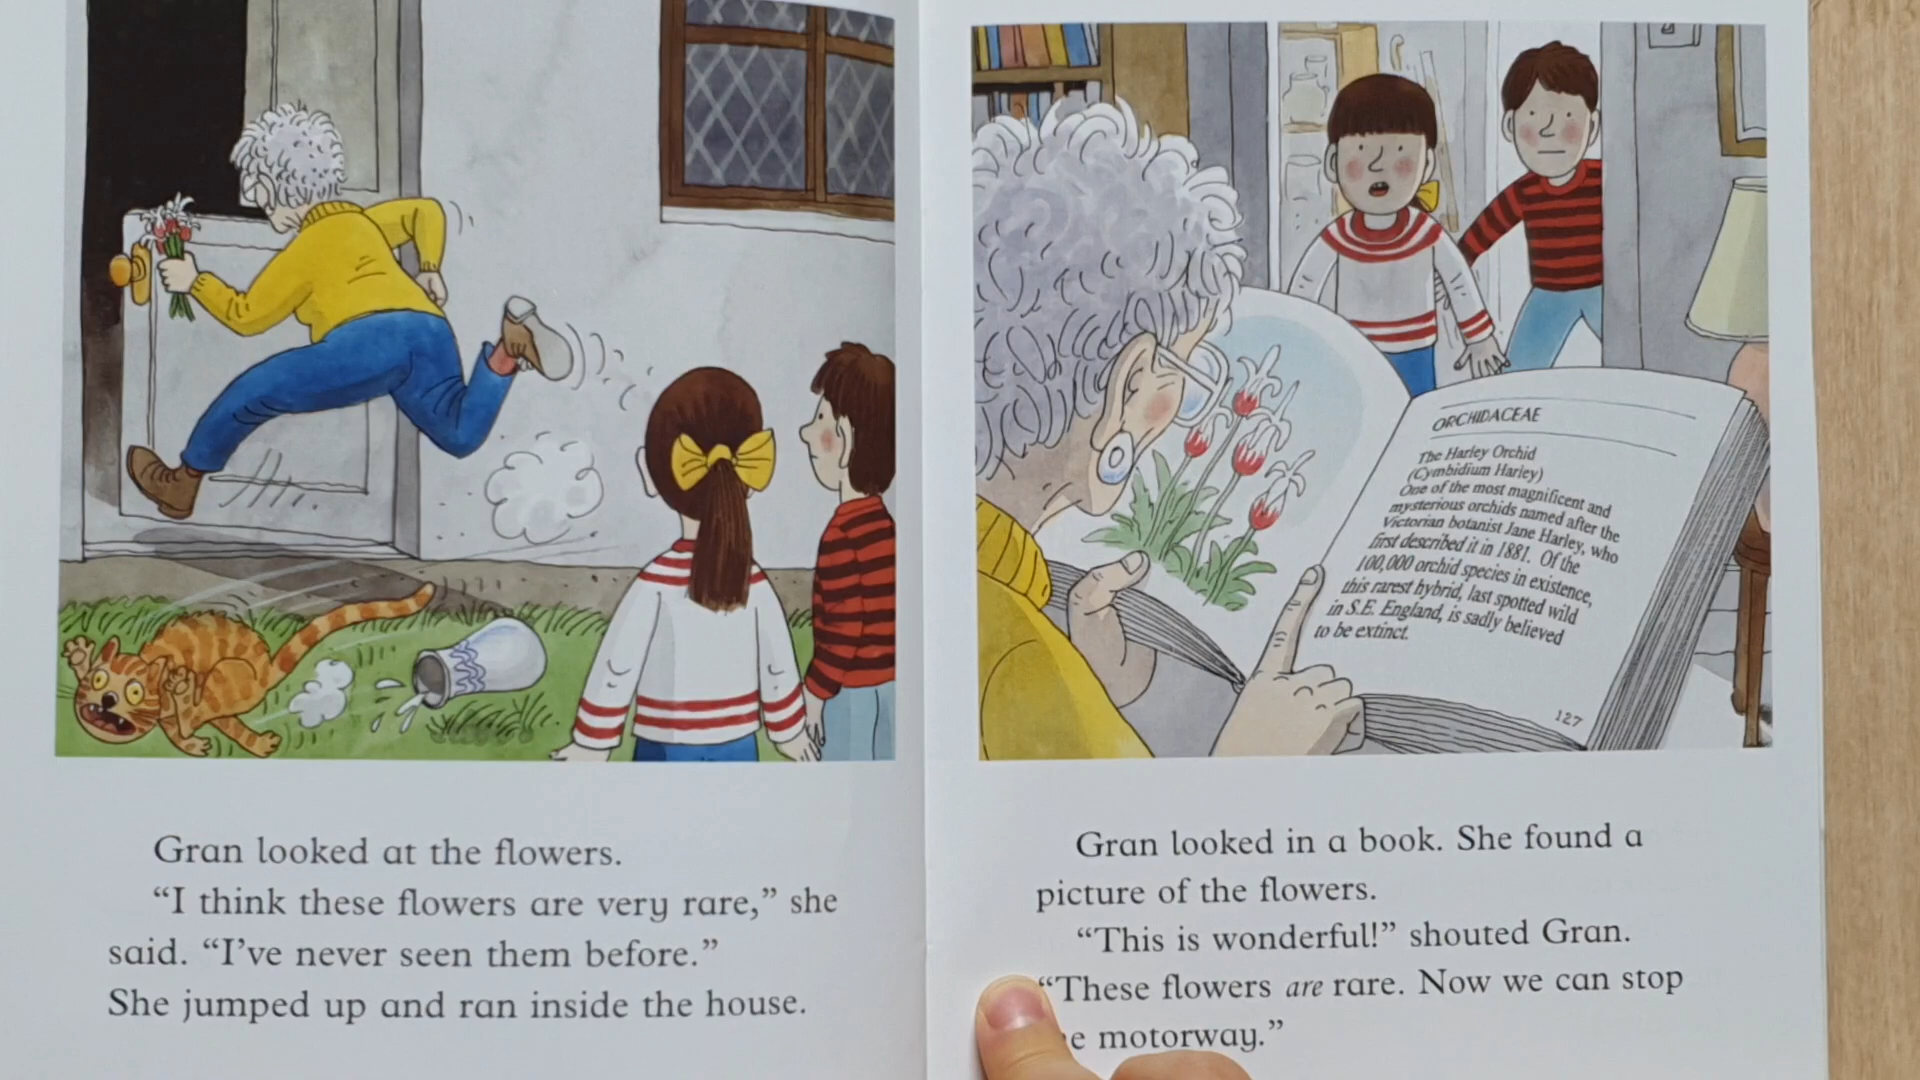 Gran looked at the flowers.
“I think these flowers are very rare,” she
said. “I’ve never seen them before.”
She jumped up and ran inside the house.
ORCHIDACEAE
The Harley Orchid
(Cymbidium Harley)
One of the most magnificent and
mysterious orchids named after the
Victorian botanist Jane Harley, who
first described it in 1881. Of the
100,000 orchid species in existence,
this rarest hybrid, last spotted wild
in S.E. England, is sadly believed
to be extinct.
127
Gran looked in a book. She found a
picture of the flowers.
“This is wonderful!” shouted Gran.
“These flowers are rare. Now we can stop
motorway.”